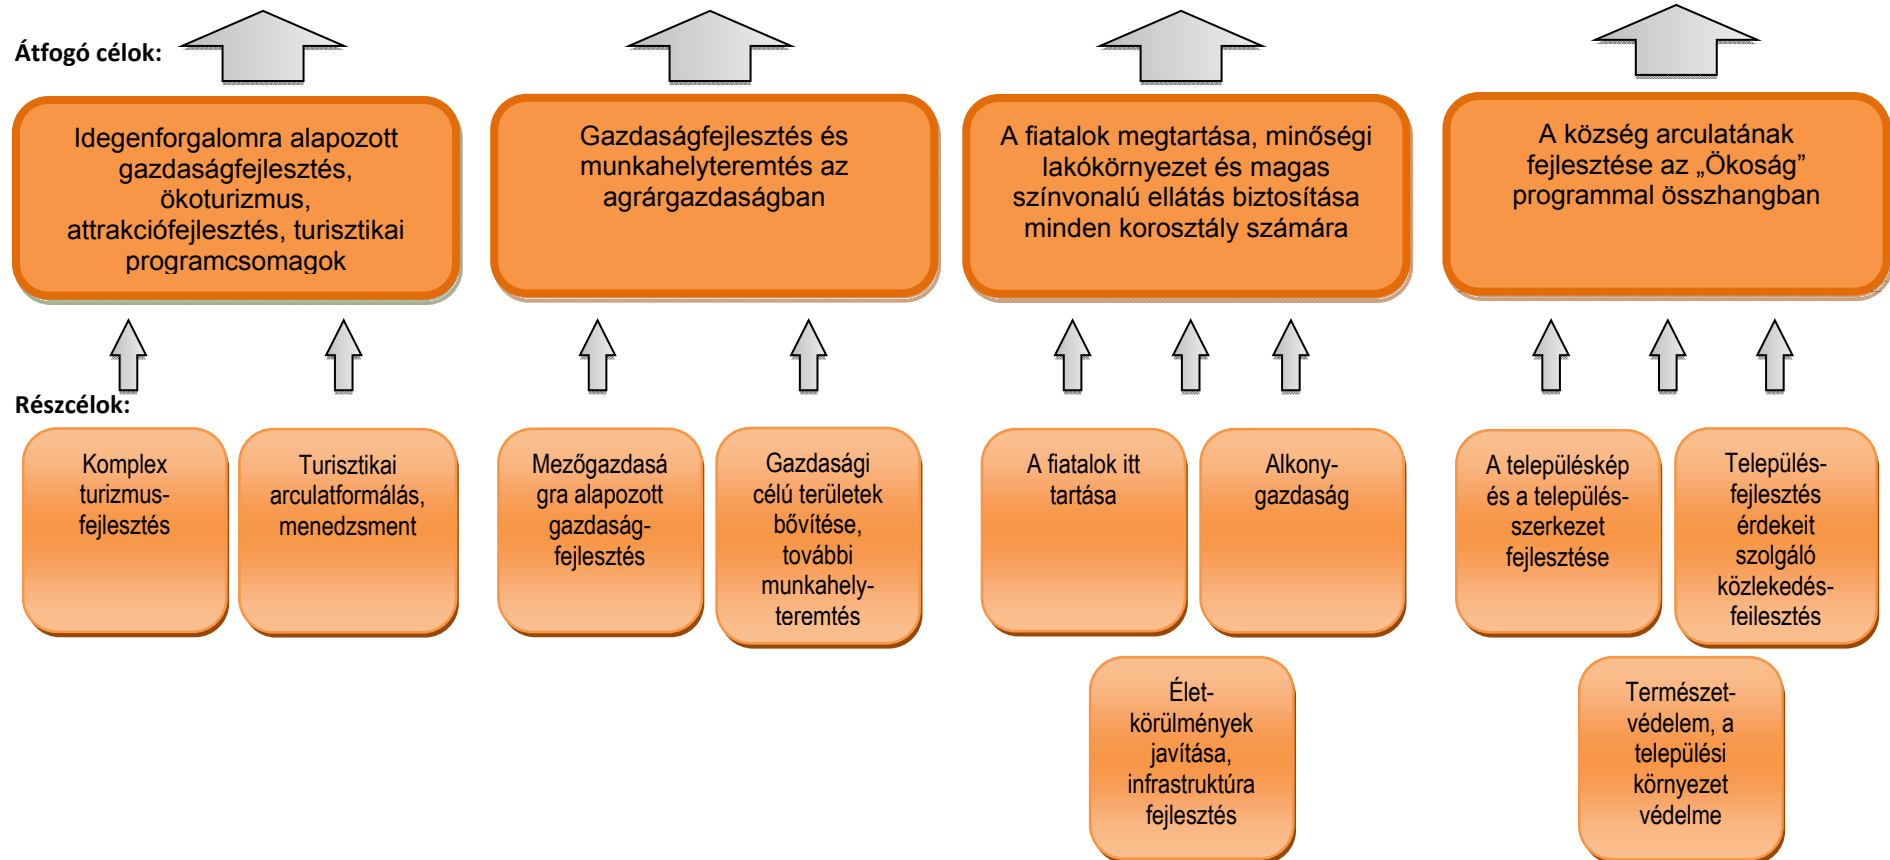 Átfogó célok:
Idegenforgalomra alapozott
gazdaságfejlesztés,
ökoturizmus,
attrakciófejlesztés, turisztikai
programcsomagok
Gazdaságfejlesztés és
munkahelyteremtés az
agrárgazdaságban
A fiatalok megtartása, minőségi
lakókörnyezet és magas
színvonalú ellátás biztosítása
minden korosztály számára
A község arculatának
fejlesztése az „Ökoság”
programmal összhangban
Részcélok:
Komplex
turizmus-
fejlesztés
Turisztikai
arculatformálás,
menedzsment
Mezőgazdasá
gra alapozott
gazdaság-
fejlesztés
Gazdasági
célú területek
bővítése,
további
munkahely-
teremtés
A fiatalok itt
tartása
Alkony-
gazdaság
A településkép
és a település-
szerkezet
fejlesztése
Település-
fejlesztés
érdekeit
szolgáló
közlekedés-
fejlesztés
Élet-
körülmények
javítása,
infrastruktúra
fejlesztés
Természet-
védelem, a
települési
környezet
védelme